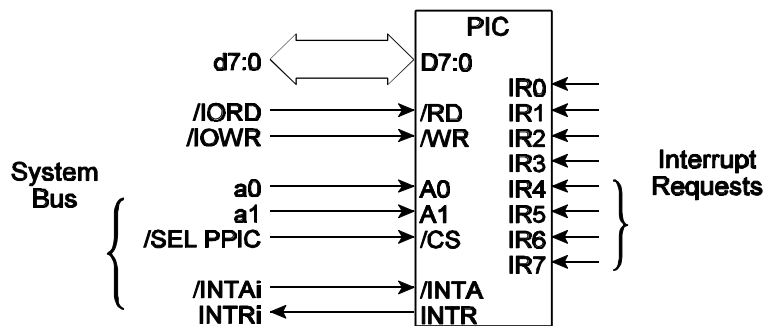 PIC
d7:0 D7:0
IR0
/IORD /RD IR1
/IOWR /WR IR2
IR3
System
Bus
Interrupt
Requests
a0 A0 IR4
a1 A1 IR5
/SEL PPIC /CS IR6
IR7
/INTAi /INTA
INTRi INTR